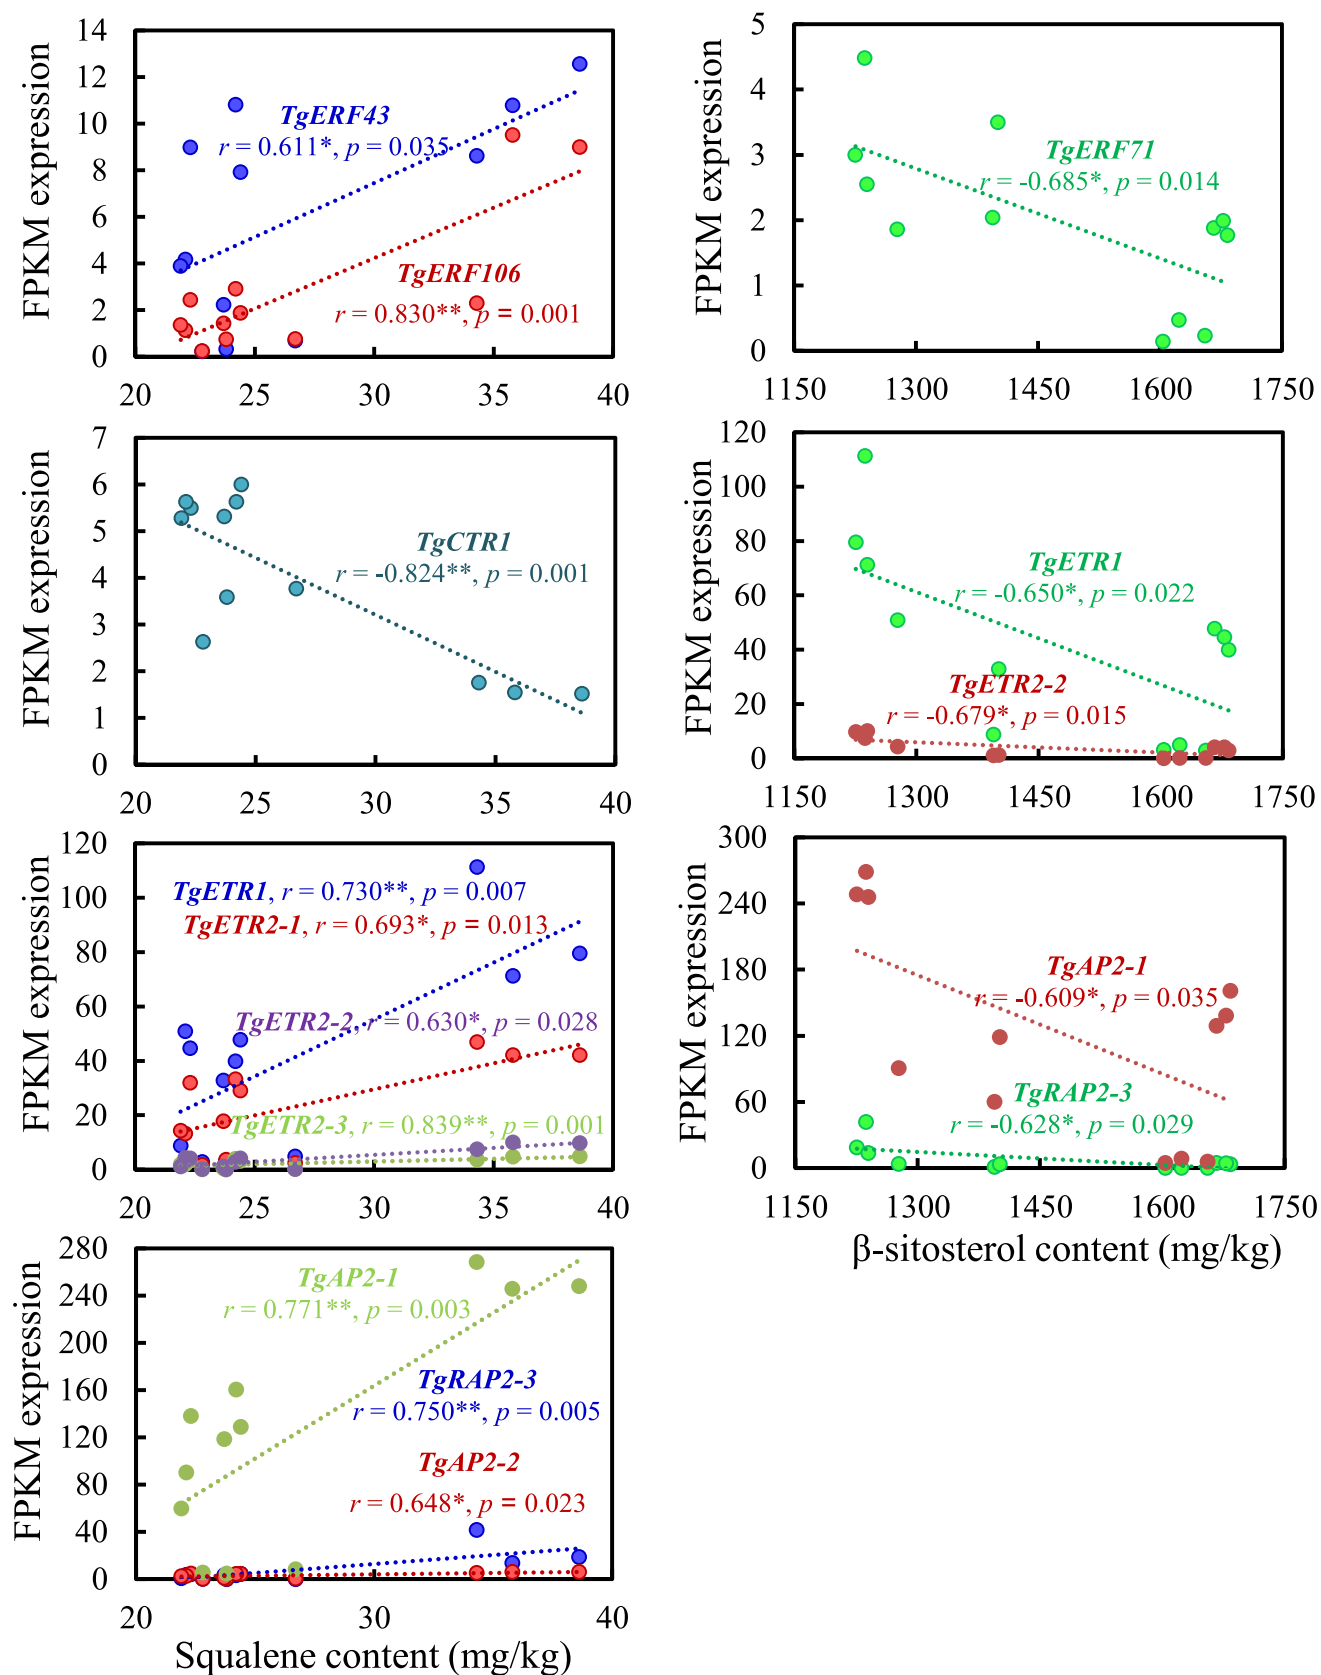 FPKM expression
14
12
10
8
6
4
2
0
TgERF43
r = 0.611*, p = 0.035
TgERF106
r = 0.830**, p = 0.001
20 25 30 35 40
FPKM expression
5
4
3
2
1
0
TgERF71
r = -0.685*, p = 0.014
1150 1300 1450 1600 1750
FPKM expression
7
6
5
4
3
2
1
0
TgCTR1
r = -0.824**, p = 0.001
20 25 30 35 40
FPKM expression
120
100
80
60
40
20
0
TgETR1
r = -0.650*, p = 0.022
TgETR2-2
r = -0.679*, p = 0.015
1150 1300 1450 1600 1750
FPKM expression
120
100
80
60
40
20
0
TgETR1, r = 0.730**, p = 0.007
TgETR2-1, r = 0.693*, p = 0.013
TgETR2-2, r = 0.630*, p = 0.028
TgETR2-3, r = 0.839**, p = 0.001
20 25 30 35 40
FPKM expression
300
240
180
120
60
0
TgAP2-1
r = -0.609*, p = 0.035
TgRAP2-3
r = -0.628*, p = 0.029
1150 1300 1450 1600 1750
β-sitosterol content (mg/kg)
FPKM expression
280
240
200
160
120
80
40
0
TgAP2-1
r = 0.771**, p = 0.003
TgRAP2-3
r = 0.750**, p = 0.005
TgAP2-2
r = 0.648*, p = 0.023
20 30 40
Squalene content (mg/kg)